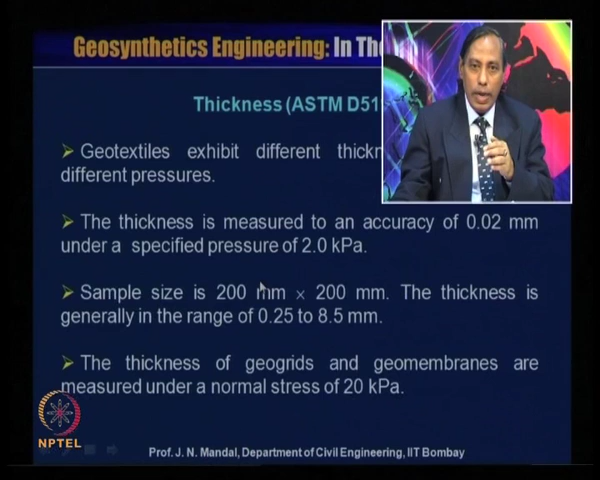 Geosynthetics Engineering: In Th
Thickness (ASTM D51
➢ Geotextiles exhibit different thickn
different pressures.
➢ The thickness is measured to an accuracy of 0.02 mm
under a specified pressure of 2.0 kPa.
➢ Sample size is 200 mm × 200 mm. The thickness is
generally in the range of 0.25 to 8.5 mm.
➢ The thickness of geogrids and geomembranes are
measured under a normal stress of 20 kPa.
NPTEL
Prof. J. N. Mandal, Department of Civil Engineering, IIT Bombay